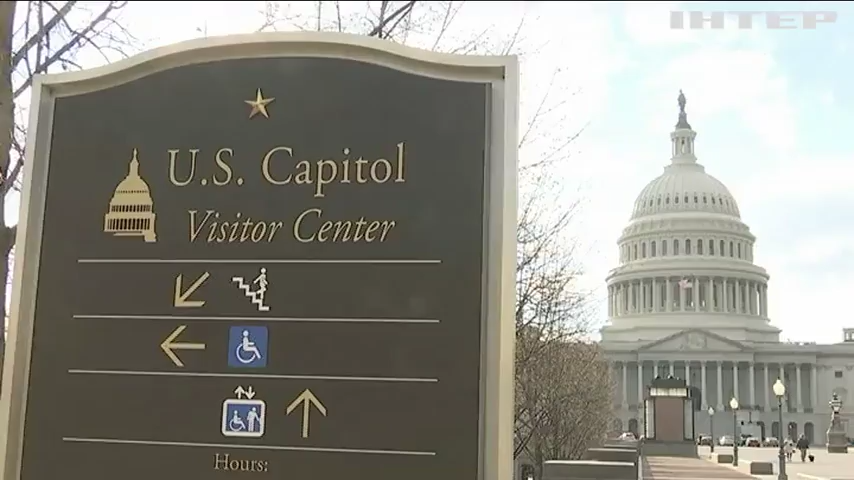 ІНТЕР
U.S. Capitol
Visitor Center
Hours: